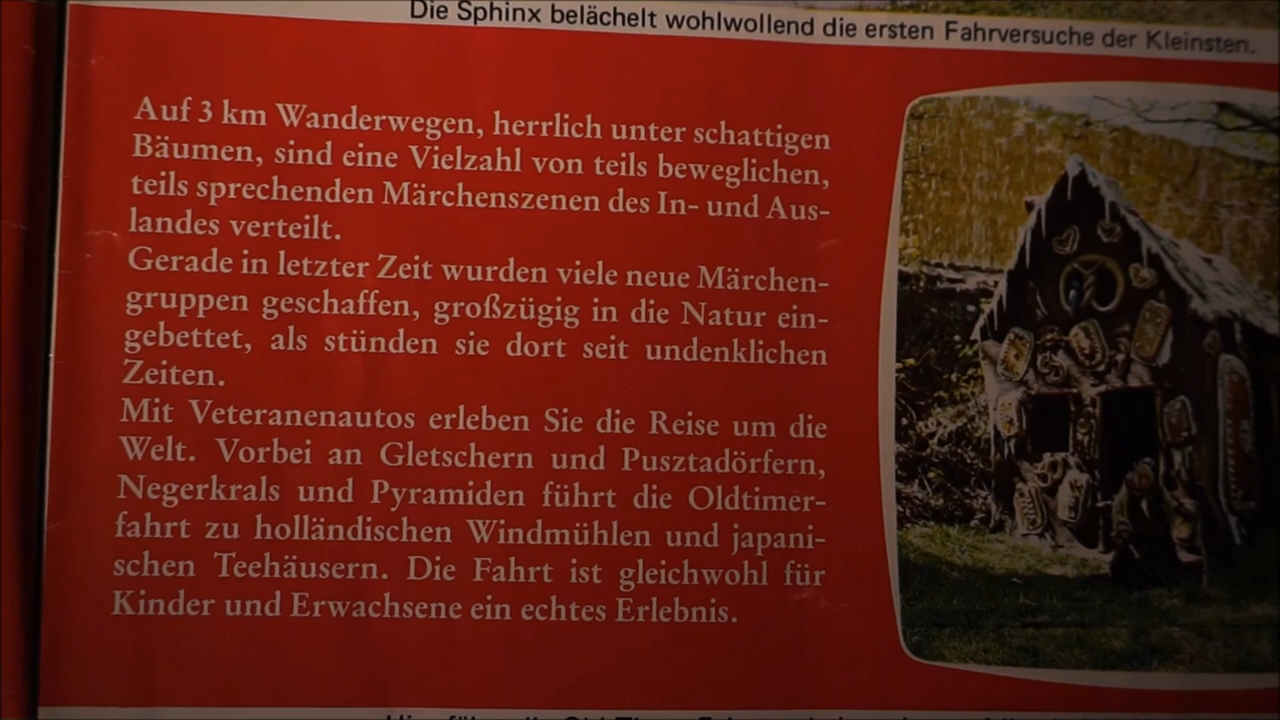 Die Sphinx belächelt wohlwollend die ersten Fahrversuche der Kleinsten.
Auf 3 km Wanderwegen, herrlich unter schattigen
Bäumen, sind eine Vielzahl von teils beweglichen,
teils sprechenden Märchenszenen des In- und Aus-
landes verteilt.
Gerade in letzter Zeit wurden viele neue Märchen-
gruppen geschaffen, großzügig in die Natur ein-
gebettet, als stünden sie dort seit undenklichen
Zeiten.
Mit Veteranenautos erleben Sie die Reise um die
Welt. Vorbei an Gletschern und Pusztadörfern,
Negerkrals und Pyramiden führt die Oldtimer-
fahrt zu holländischen Windmühlen und japani-
schen Teehäusern. Die Fahrt ist gleichwohl für
Kinder und Erwachsene ein echtes Erlebnis.